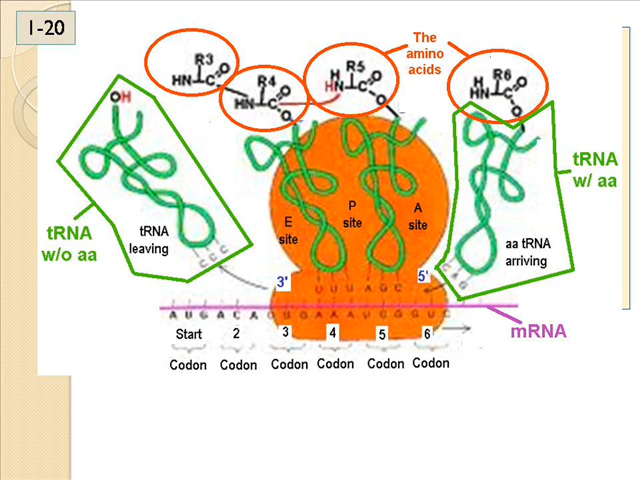 1-20
The
amino
acids
R3
HN C O
R4
HN C O
O
R5
H
HN C O
O
R6
H
HN C O
O
OH
tRNA
w/ aa
E
site
P
site
A
site
tRNA
leaving
tRNA
w/o aa
aa tRNA
arriving
C C C
C A G
3'
5'
U U U A G C
A U G A C A G G G A A A U C G G U C
mRNA
Start 2 3 4 5 6
Codon Codon Codon Codon Codon Codon